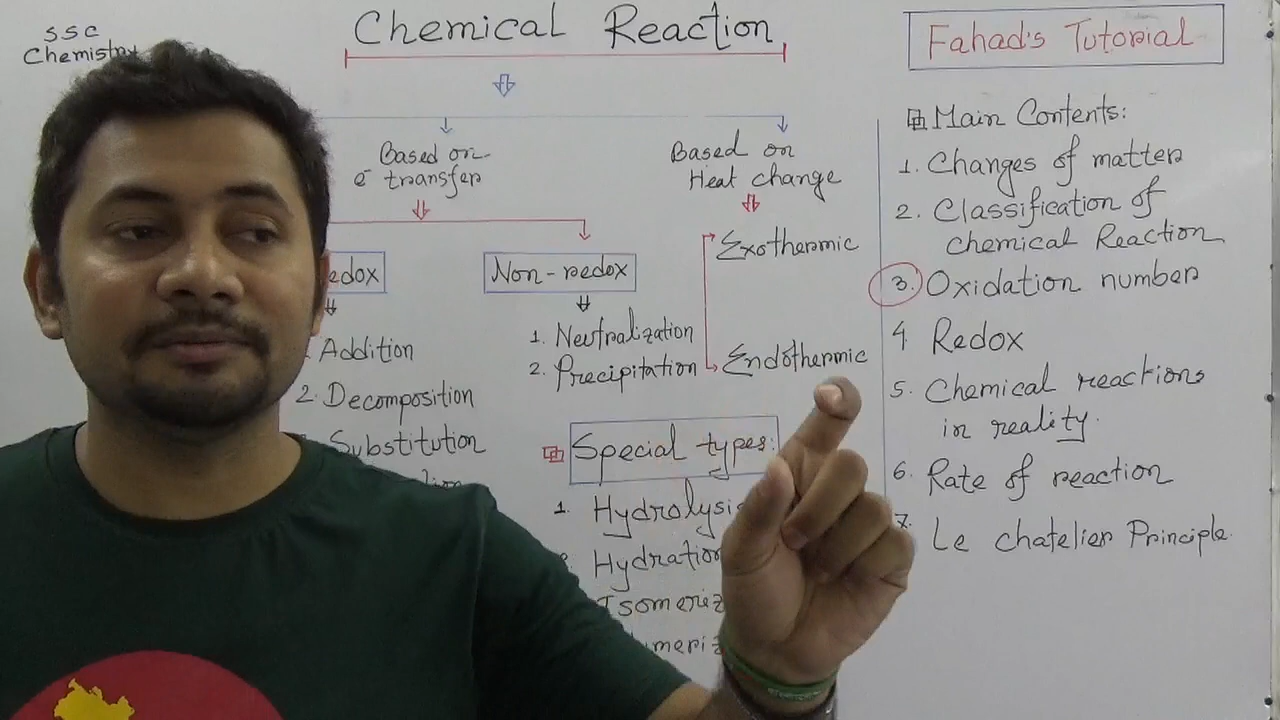 SSC
Chemistry
Chemical Reaction
Fahad's Tutorial
Based on
e⁻ transfer
Based on
Heat change
edox
Non-redox
Exothermic
Endothermic
Addition
2. Decomposition
Substitution
1. Neutralization
2. Precipitation
Special types:
1. Hydrolysi
Hydration
Isomeriz
meriz
Main Contents:
1. Changes of matter
2. Classification of
chemical Reaction
3. Oxidation number
4 Redox
5. Chemical reactions
in reality.
6. Rate of reaction
7. Le chatelier Principle.